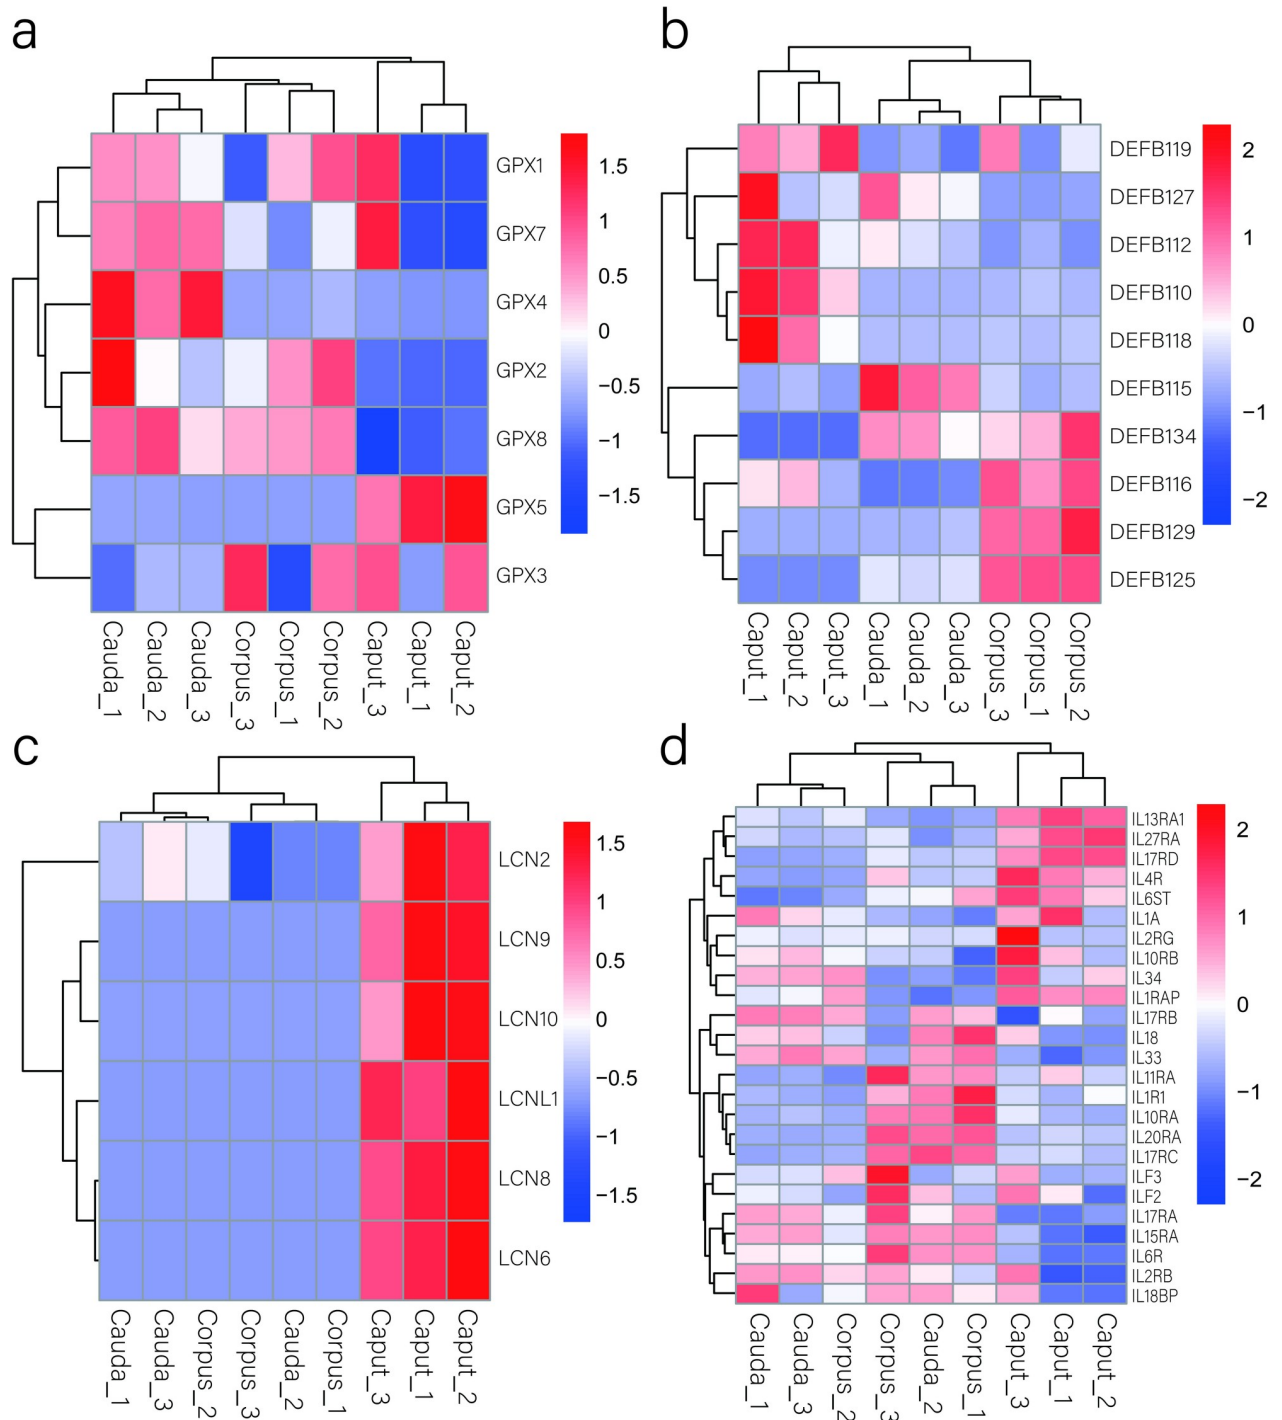 a
GPX1
GPX7
GPX4
GPX2
GPX8
GPX5
GPX3
1.5
1
0.5
0
−0.5
−1
−1.5
Cauda_1
Cauda_2
Cauda_3
Corpus_3
Corpus_1
Corpus_2
Caput_3
Caput_1
Caput_2
b
DEFB119
DEFB127
DEFB112
DEFB110
DEFB118
DEFB115
DEFB134
DEFB116
DEFB129
DEFB125
2
1
0
−1
−2
Caput_1
Caput_2
Caput_3
Cauda_1
Cauda_2
Cauda_3
Corpus_3
Corpus_1
Corpus_2
c
LCN2
LCN9
LCN10
LCNL1
LCN8
LCN6
1.5
1
0.5
0
−0.5
−1
−1.5
Cauda_1
Cauda_3
Corpus_2
Corpus_3
Cauda_2
Corpus_1
Caput_3
Caput_1
Caput_2
d
IL13RA1
IL27RA
IL17RD
IL4R
IL6ST
IL1A
IL2RG
IL10RB
IL34
IL1RAP
IL17RB
IL18
IL33
IL11RA
IL1R1
IL10RA
IL20RA
IL17RC
ILF3
ILF2
IL17RA
IL15RA
IL6R
IL2RB
IL18BP
2
1
0
−1
−2
Cauda_1
Cauda_3
Corpus_2
Corpus_3
Cauda_2
Corpus_1
Caput_3
Caput_1
Caput_2